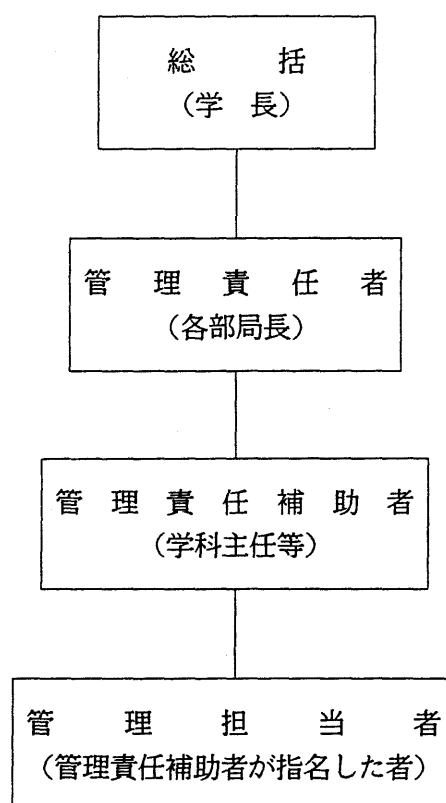 総括
（学長）
管理責任者
（各部局長）
管理責任補助者
（学科主任等）
管理担当者
（管理責任補助者が指名した者）